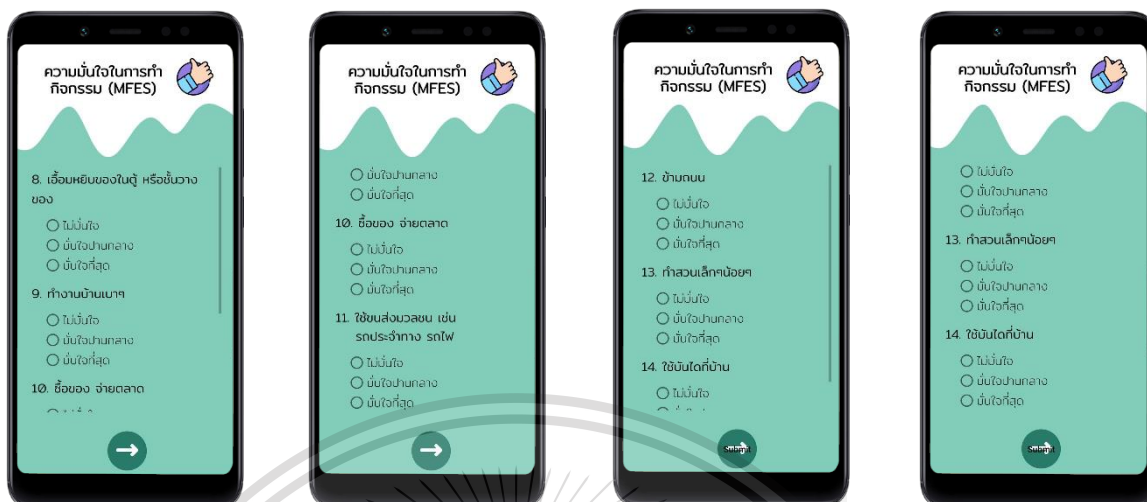 ความมั่นใจในการทำ
กิจกรรม (MFES)
8. เอื้อมหยิบของในตู้ หรือชั้นวาง
ของ
ไม่มั่นใจ
มั่นใจปานกลาง
มั่นใจที่สุด
9. ทำงานบ้านเบาๆ
ไม่มั่นใจ
มั่นใจปานกลาง
มั่นใจที่สุด
10. ซื้อของ จ่ายตลาด
ความมั่นใจในการทำ
กิจกรรม (MFES)
มั่นใจปานกลาง
มั่นใจที่สุด
10. ซื้อของ จ่ายตลาด
ไม่มั่นใจ
มั่นใจปานกลาง
มั่นใจที่สุด
11. ใช้ขนส่งมวลชน เช่น
รถประจำทาง รถไฟ
ไม่มั่นใจ
มั่นใจปานกลาง
มั่นใจที่สุด
ความมั่นใจในการทำ
กิจกรรม (MFES)
12. ข้ามถนน
ไม่มั่นใจ
มั่นใจปานกลาง
มั่นใจที่สุด
13. ทำสวนเล็กๆน้อยๆ
ไม่มั่นใจ
มั่นใจปานกลาง
มั่นใจที่สุด
14. ใช้บันไดที่บ้าน
ไม่มั่นใจ
Submit
ความมั่นใจในการทำ
กิจกรรม (MFES)
ไม่มั่นใจ
มั่นใจปานกลาง
มั่นใจที่สุด
13. ทำสวนเล็กๆน้อยๆ
ไม่มั่นใจ
มั่นใจปานกลาง
มั่นใจที่สุด
14. ใช้บันไดที่บ้าน
ไม่มั่นใจ
มั่นใจปานกลาง
มั่นใจที่สุด
Submit